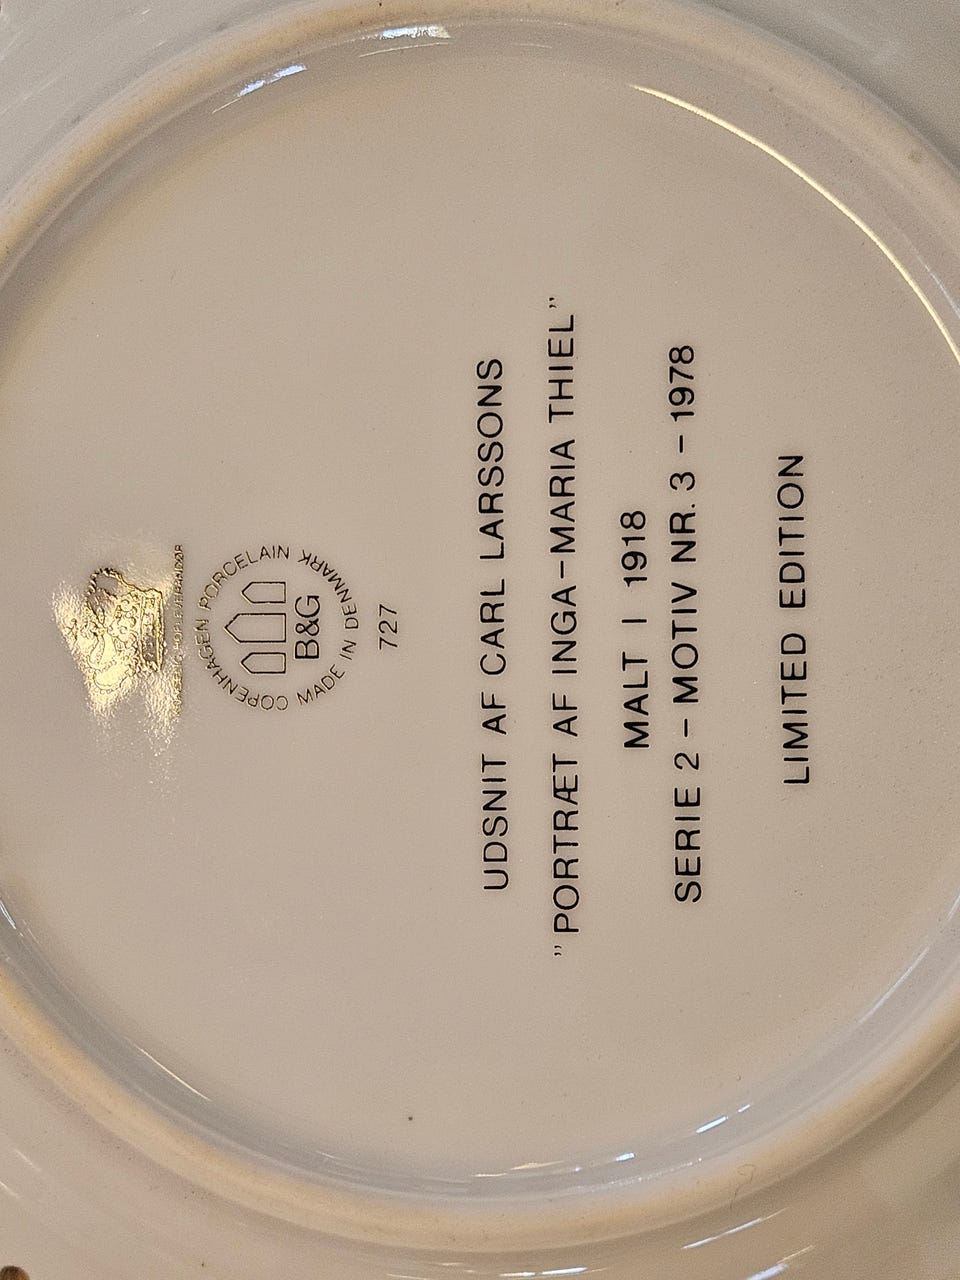 COPENHAGEN PORCELAIN
B&G
MADE IN DENMARK
727
UDSNIT AF CARL LARSSONS
" PORTRÆT AF INGA-MARIA THIEL"
MALT I 1918
SERIE 2 - MOTIV NR. 3 - 1978
LIMITED EDITION